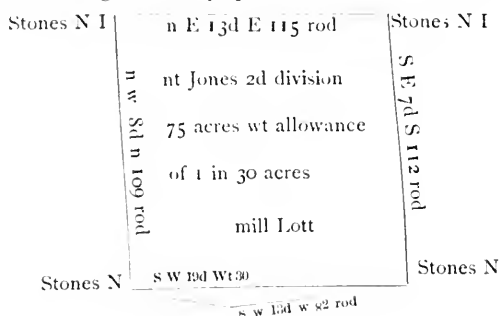 Stones N I
n E 13d E 115 rod
Stones N I
nt Jones 2d division
75 acres wt allowance
of 1 in 30 acres
mill Lott
n w 8d n 109 rod
S E 7d S 112 rod
Stones N
S W 19d Wt 30
Stones N
s w 13d w 82 rod